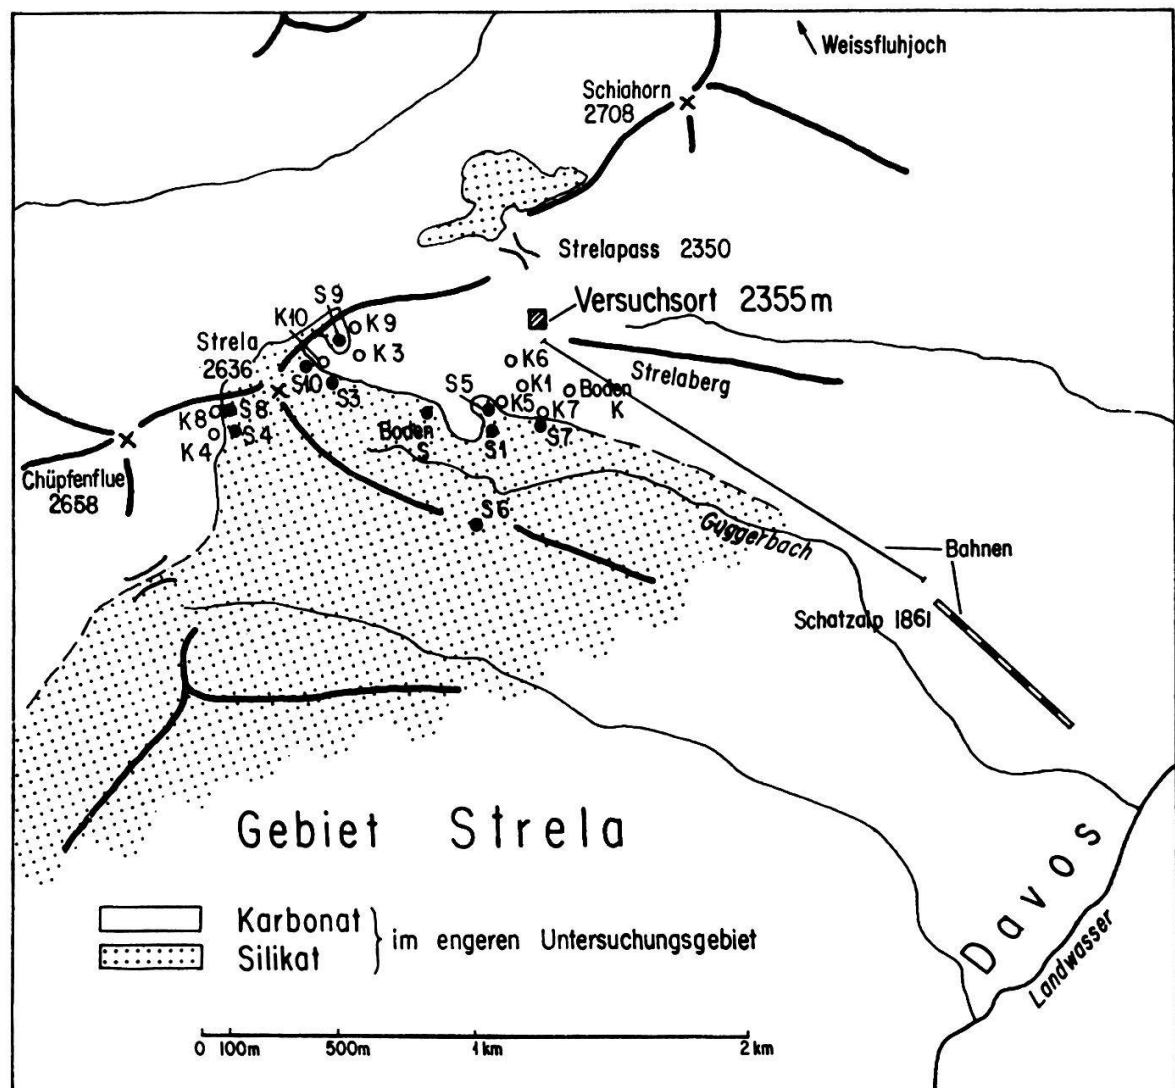 Weissfluhjoch
Schiahorn
2708
Strelapass 2350
Versuchsort 2355m
S9
K10
K9
Strela
2636
K3
K6
Strelaberg
S10
S3
S5
K1
K5
Boden
K
K8
S8
K7
K4
S4
Boden
S
S1
S7
Chüpfenflue
2658
S6
Guggerbach
Bahnen
Schatzalp 1861
Gebiet Strela
Davos
Karbonat
Silikat
im engeren Untersuchungsgebiet
Landwasser
0 100m 500m 1km 2km